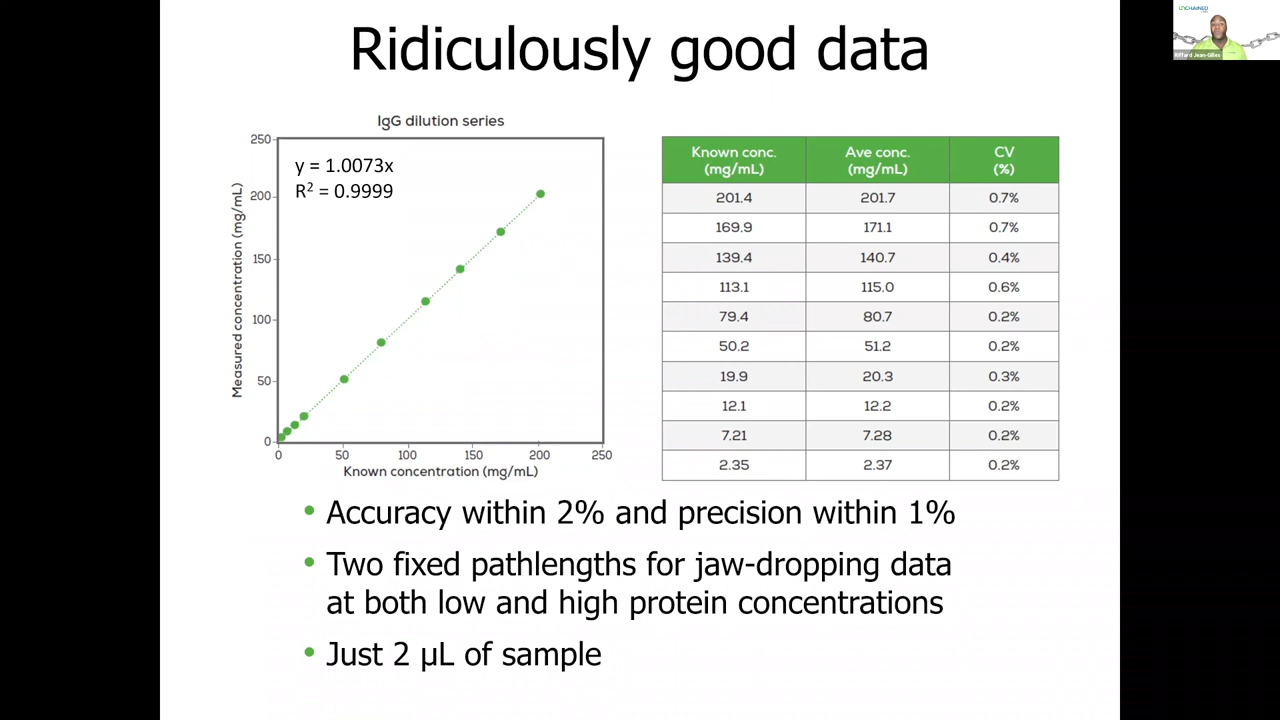 Ridiculously good data
UNCHAINED
Riffard Jean-Gilles
IgG dilution series
y = 1.0073x
R² = 0.9999
Measured concentration (mg/mL)
250
200
150
100
50
0
0 50 100 150 200 250
Known concentration (mg/mL)
Known conc. (mg/mL) Ave conc. (mg/mL) CV (%)
201.4 201.7 0.7%
169.9 171.1 0.7%
139.4 140.7 0.4%
113.1 115.0 0.6%
79.4 80.7 0.2%
50.2 51.2 0.2%
19.9 20.3 0.3%
12.1 12.2 0.2%
7.21 7.28 0.2%
2.35 2.37 0.2%
• Accuracy within 2% and precision within 1%
• Two fixed pathlengths for jaw-dropping data
at both low and high protein concentrations
• Just 2 µL of sample